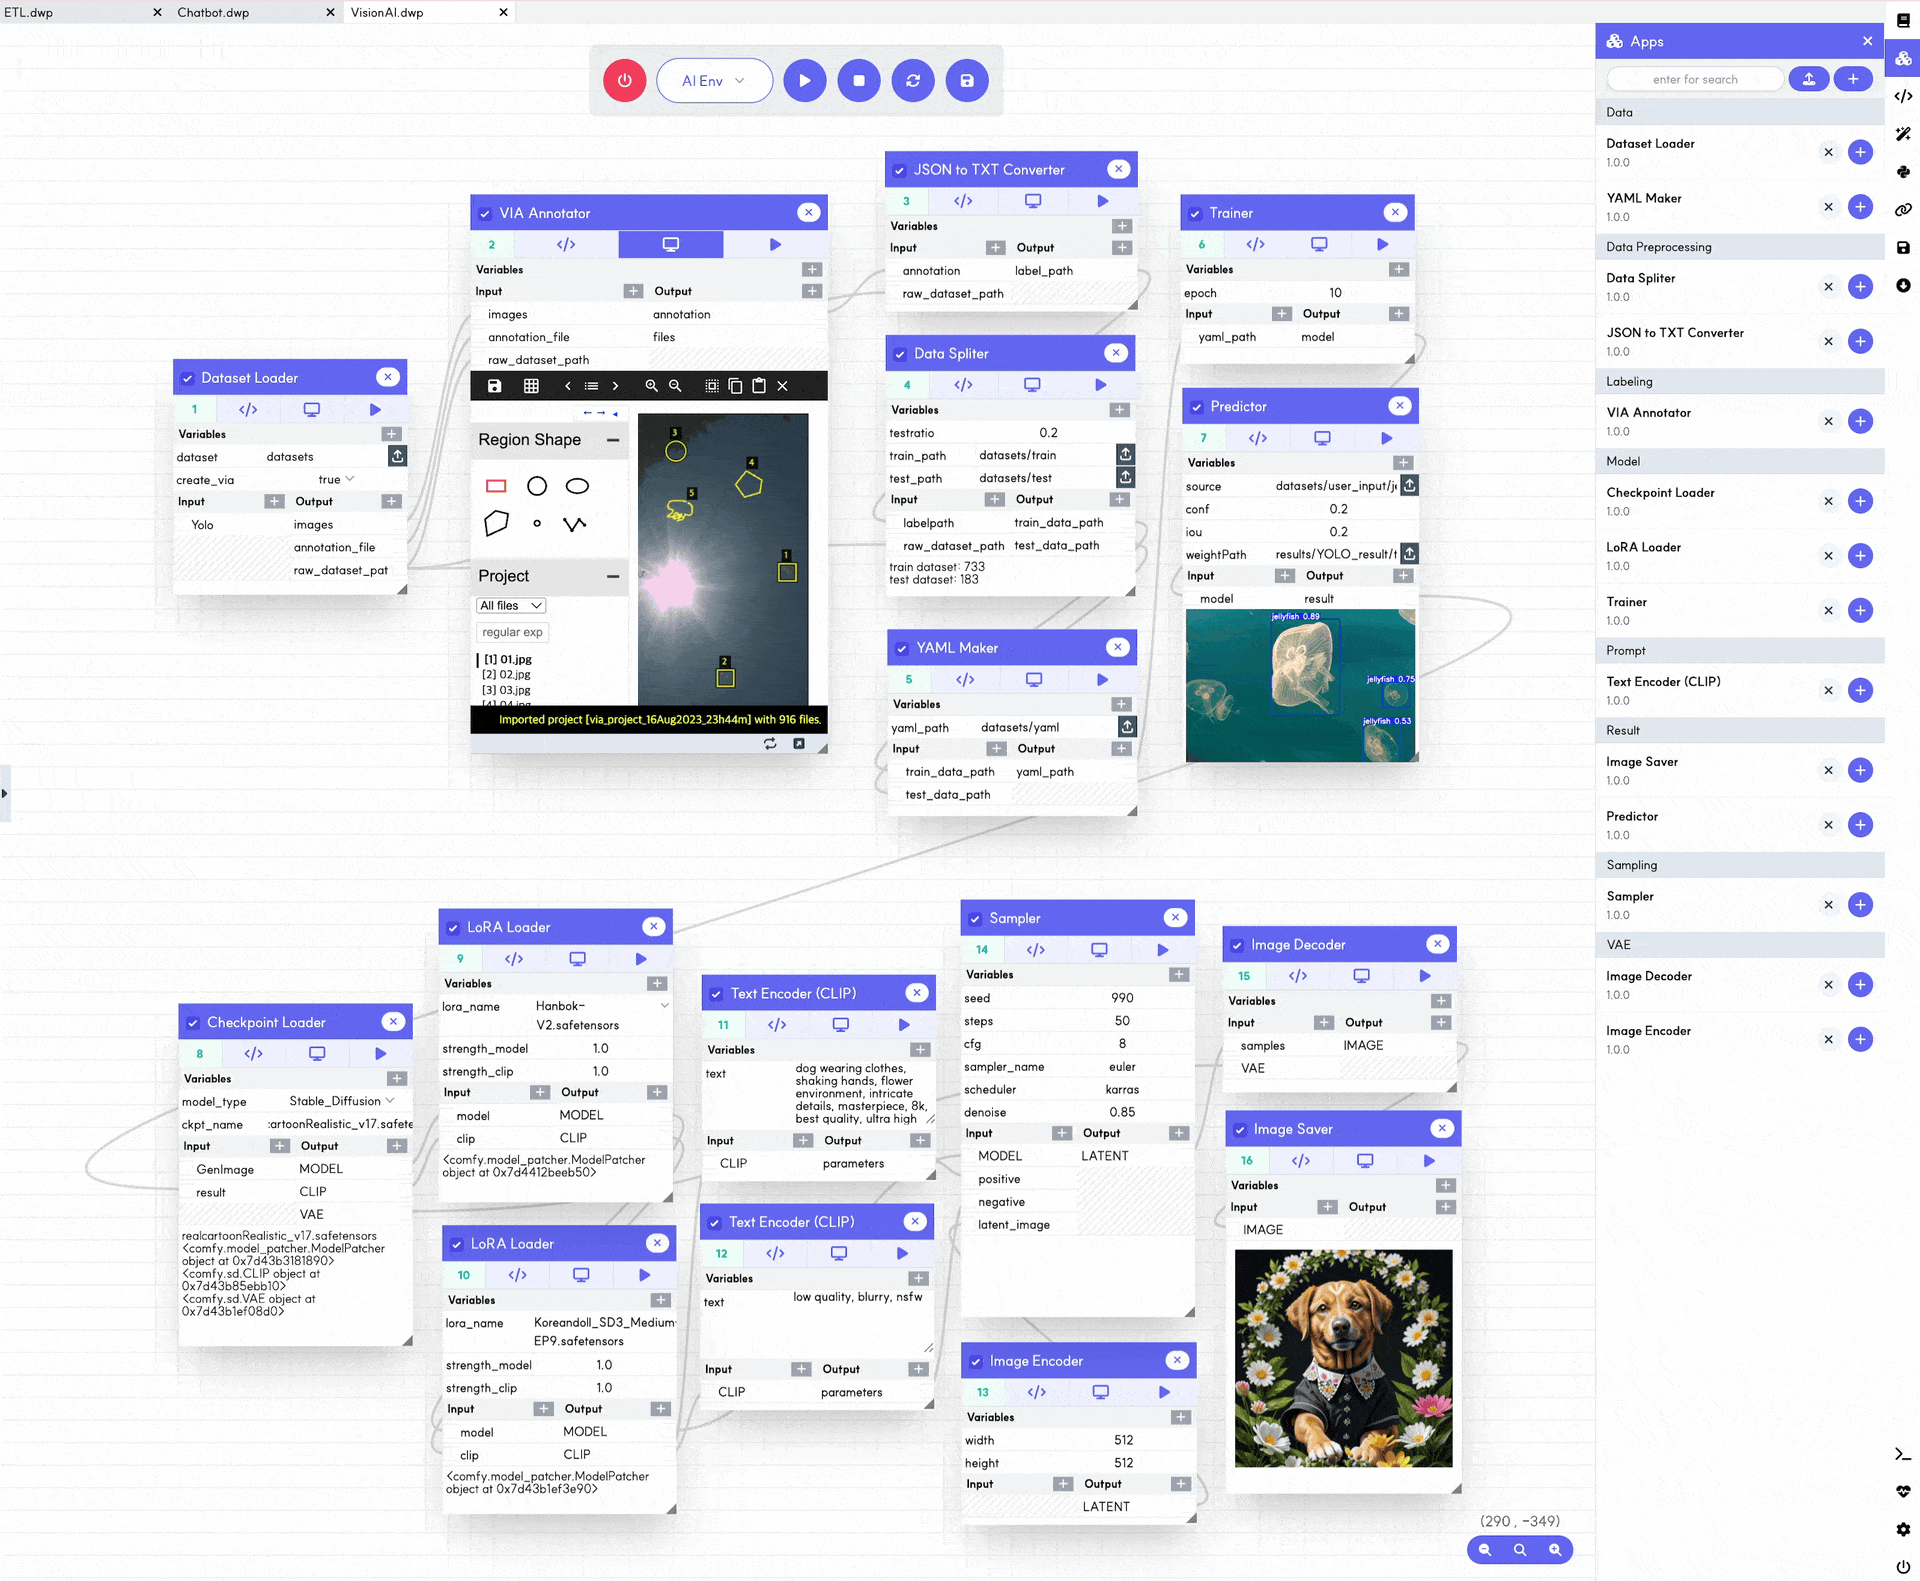 ETL.dwp
Chatbot.dwp
VisionAI.dwp
AI Env
Apps
enter for search
Data
Dataset Loader
1.0.0
YAML Maker
1.0.0
Data Preprocessing
Data Spliter
1.0.0
JSON to TXT Converter
1.0.0
Labeling
VIA Annotator
1.0.0
Model
Checkpoint Loader
1.0.0
LoRA Loader
1.0.0
Trainer
1.0.0
Prompt
Text Encoder (CLIP)
1.0.0
Result
Image Saver
1.0.0
Predictor
1.0.0
Sampling
Sampler
1.0.0
VAE
Image Decoder
1.0.0
Image Encoder
1.0.0
Dataset Loader
1
Variables
dataset datasets
create_via true
Input Output
Yolo images
annotation_file
raw_dataset_pat
VIA Annotator
2
Variables
Input Output
images annotation
annotation_file files
raw_dataset_path
Region Shape
Project
All files
regular exp
[1] 01.jpg
[2] 02.jpg
[3] 03.jpg
[4] 04.jpg
3
4
5
1
2
Imported project [via_project_16Aug2023_23h44m] with 916 files.
JSON to TXT Converter
3
Variables
Input Output
annotation label_path
raw_dataset_path
Data Spliter
4
Variables
testratio 0.2
train_path datasets/train
test_path datasets/test
Input Output
labelpath train_data_path
raw_dataset_path test_data_path
train dataset: 733
test dataset: 183
YAML Maker
5
Variables
yaml_path datasets/yaml
Input Output
train_data_path yaml_path
test_data_path
Trainer
6
Variables
epoch 10
Input Output
yaml_path model
Predictor
7
Variables
source datasets/user_input/j
conf 0.2
iou 0.2
weightPath results/YOLO_result/t
Input Output
model result
jellyfish 0.89
jellyfish 0.75
jellyfish 0.53
Checkpoint Loader
8
Variables
model_type Stable_Diffusion
ckpt_name :artoonRealistic_v17.safete
Input Output
GenImage MODEL
result CLIP
VAE
realcartoonRealistic_v17.safetensors
<comfy.model_patcher.ModelPatcher
object at 0x7d43b3181890>
<comfy.sd.CLIP object at
0x7d43b85ebb10>
<comfy.sd.VAE object at
0x7d43b1ef08d0>
LoRA Loader
9
Variables
lora_name Hanbok-
V2.safetensors
strength_model 1.0
strength_clip 1.0
Input Output
model MODEL
clip CLIP
<comfy.model_patcher.ModelPatcher
object at 0x7d4412beeb50>
LoRA Loader
10
Variables
lora_name Koreandoll_SD3_Medium-
EP9.safetensors
strength_model 1.0
strength_clip 1.0
Input Output
model MODEL
clip CLIP
<comfy.model_patcher.ModelPatcher
object at 0x7d43b1ef3e90>
Text Encoder (CLIP)
11
Variables
text dog wearing clothes,
shaking hands, flower
environment, intricate
details, masterpiece, 8k,
best quality, ultra high
Input Output
CLIP parameters
Text Encoder (CLIP)
12
Variables
text low quality, blurry, nsfw
Input Output
CLIP parameters
Sampler
14
Variables
seed 990
steps 50
cfg 8
sampler_name euler
scheduler karras
denoise 0.85
Input Output
MODEL LATENT
positive
negative
latent_image
Image Encoder
13
Variables
width 512
height 512
Input Output
LATENT
Image Decoder
15
Variables
Input Output
samples IMAGE
VAE
Image Saver
16
Variables
Input Output
IMAGE
(290 , -349)